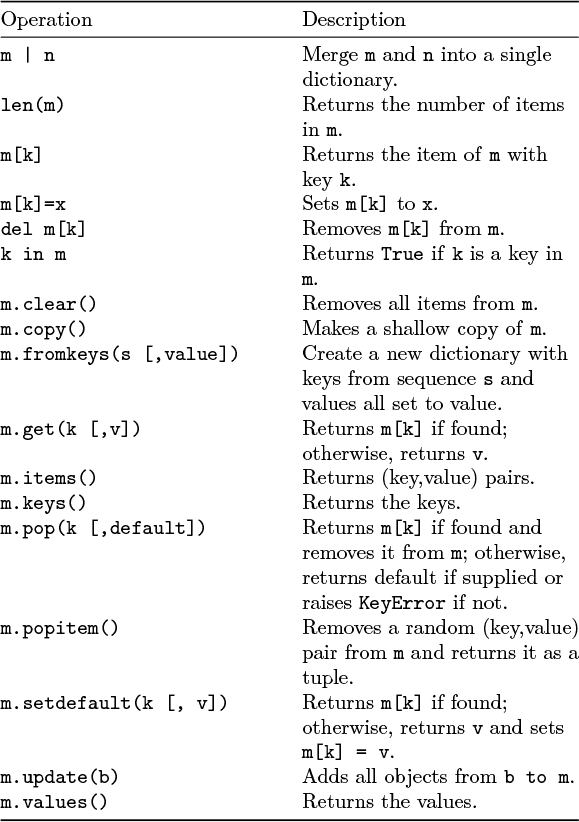 Operation Description
m | n Merge m and n into a single
dictionary.
len(m) Returns the number of items
in m.
m[k] Returns the item of m with
key k.
m[k]=x Sets m[k] to x.
del m[k] Removes m[k] from m.
k in m Returns True if k is a key in
m.
m.clear() Removes all items from m.
m.copy() Makes a shallow copy of m.
m.fromkeys(s [,value]) Create a new dictionary with
keys from sequence s and
values all set to value.
m.get(k [,v]) Returns m[k] if found;
otherwise, returns v.
m.items() Returns (key,value) pairs.
m.keys() Returns the keys.
m.pop(k [,default]) Returns m[k] if found and
removes it from m; otherwise,
returns default if supplied or
raises KeyError if not.
m.popitem() Removes a random (key,value)
pair from m and returns it as a
tuple.
m.setdefault(k [, v]) Returns m[k] if found;
otherwise, returns v and sets
m[k] = v.
m.update(b) Adds all objects from b to m.
m.values() Returns the values.